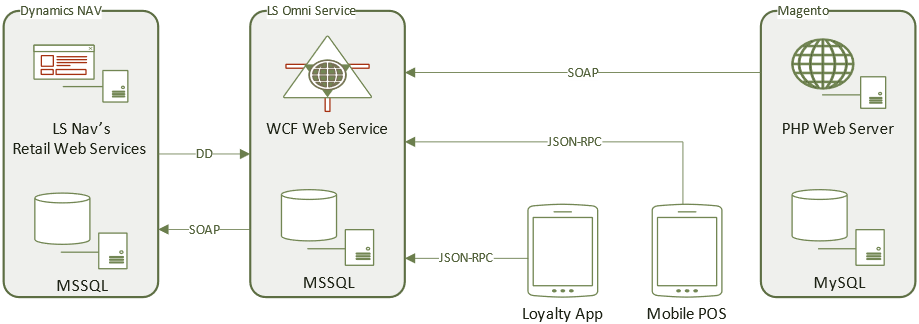 Dynamics NAV
LS Omni Service
Magento
LS Nav's
Retail Web Services
WCF Web Service
PHP Web Server
SOAP
JSON-RPC
DD
SOAP
JSON-RPC
MSSQL
MSSQL
Loyalty App
Mobile POS
MySQL